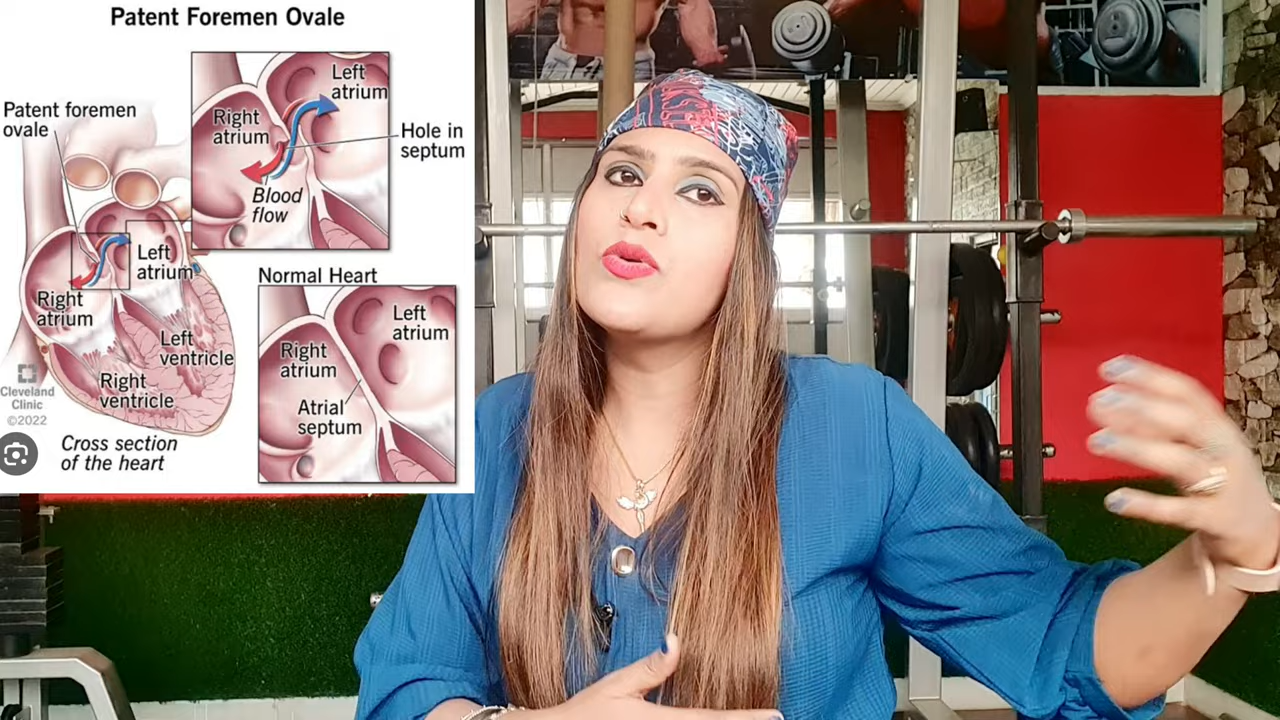 Patent Foremen Ovale
Patent foremen
ovale
Right
atrium
Left
atrium
Hole in
septum
Blood
flow
Left
atrium
Right
atrium
Left
ventricle
Right
ventricle
Cleveland
Clinic
©2022
Cross section
of the heart
Normal Heart
Left
atrium
Right
atrium
Atrial
septum